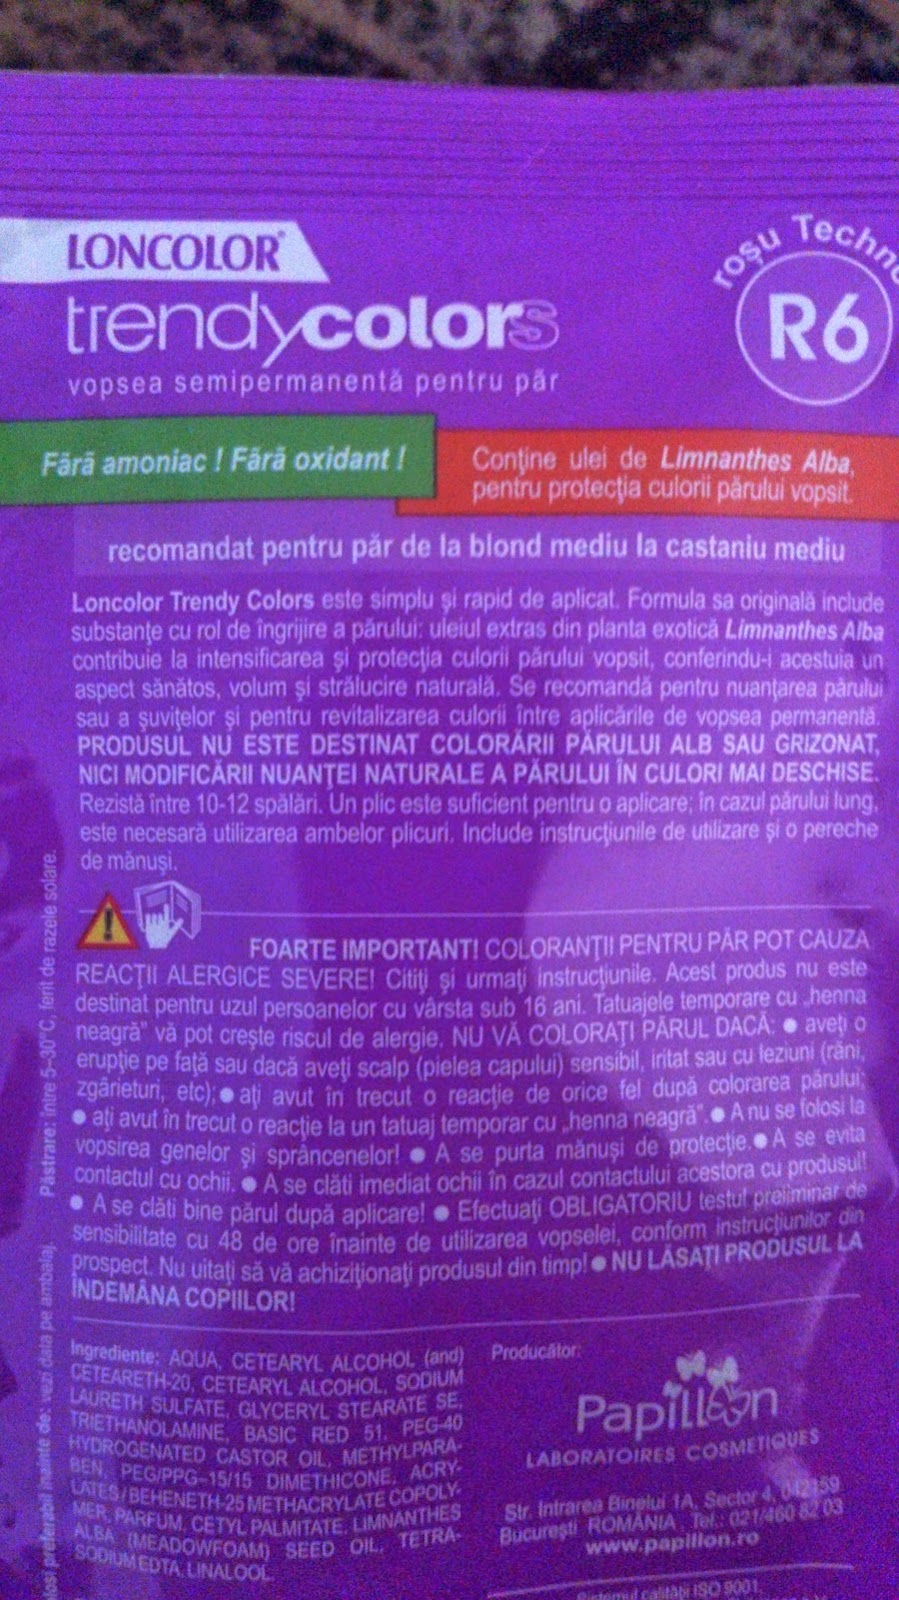 LONCOLOR®
trendycolors
vopsea semipermanentă pentru păr
roșu Techno
R6
Fără amoniac ! Fără oxidant !
Conţine ulei de Limnanthes Alba,
pentru protecţia culorii părului vopsit.
recomandat pentru păr de la blond mediu la castaniu mediu
Loncolor Trendy Colors este simplu şi rapid de aplicat. Formula sa originală include
substanţe cu rol de îngrijire a părului: uleiul extras din planta exotică Limnanthes Alba
contribuie la intensificarea şi protecţia culorii părului vopsit, conferindu-i acestuia un
aspect sănătos, volum şi strălucire naturală. Se recomandă pentru nuanţarea părului
sau a şuviţelor şi pentru revitalizarea culorii între aplicările de vopsea permanentă.
PRODUSUL NU ESTE DESTINAT COLORĂRII PĂRULUI ALB SAU GRIZONAT,
NICI MODIFICĂRII NUANŢEI NATURALE A PĂRULUI ÎN CULORI MAI DESCHISE.
Rezistă între 10-12 spălări. Un plic este suficient pentru o aplicare; în cazul părului lung,
este necesară utilizarea ambelor plicuri. Include instrucţiunile de utilizare şi o pereche
de mănuşi.
FOARTE IMPORTANT! COLORANŢII PENTRU PĂR POT CAUZA
REACŢII ALERGICE SEVERE! Citiţi şi urmaţi instrucţiunile. Acest produs nu este
destinat pentru uzul persoanelor cu vârsta sub 16 ani. Tatuajele temporare cu „henna
neagră” vă pot creşte riscul de alergie. NU VĂ COLORAŢI PĂRUL DACĂ: ● aveţi o
erupţie pe faţă sau dacă aveţi scalp (pielea capului) sensibil, iritat sau cu leziuni (răni,
zgârieturi, etc); ● aţi avut în trecut o reacţie de orice fel după colorarea părului;
● aţi avut în trecut o reacţie la un tatuaj temporar cu „henna neagră”. ● A nu se folosi la
vopsirea genelor şi sprâncenelor! ● A se purta mănuşi de protecţie. ● A se evita
contactul cu ochii. ● A se clăti imediat ochii în cazul contactului acestora cu produsul!
● A se clăti bine părul după aplicare! ● Efectuaţi OBLIGATORIU testul preliminar de
sensibilitate cu 48 de ore înainte de utilizarea vopselei, conform instrucţiunilor din
prospect. Nu uitaţi să vă achiziţionaţi produsul din timp! ● NU LĂSAŢI PRODUSUL LA
ÎNDEMÂNA COPIILOR!
Ingrediente: AQUA, CETEARYL ALCOHOL (and)
CETEARETH-20, CETEARYL ALCOHOL, SODIUM
LAURETH SULFATE, GLYCERYL STEARATE SE,
TRIETHANOLAMINE, BASIC RED 51, PEG-40
HYDROGENATED CASTOR OIL, METHYLPARA-
BEN, PEG/PPG-15/15 DIMETHICONE, ACRY-
LATES/BEHENETH-25 METHACRYLATE COPOLY-
MER, PARFUM, CETYL PALMITATE, LIMNANTHES
ALBA (MEADOWFOAM) SEED OIL, TETRA-
SODIUM EDTA, LINALOOL.
Producător:
Papillon
LABORATOIRES COSMETIQUES
Str. Intrarea Binelui 1A, Sector 4, 042159
Bucureşti ROMÂNIA, Tel.: 021/460 82 03
www.papillon.ro
calităţii ISO 9001,
preferabil înainte de: vezi data pe ambalaj. Păstrare: între 5-30°C, ferit de razele solare.